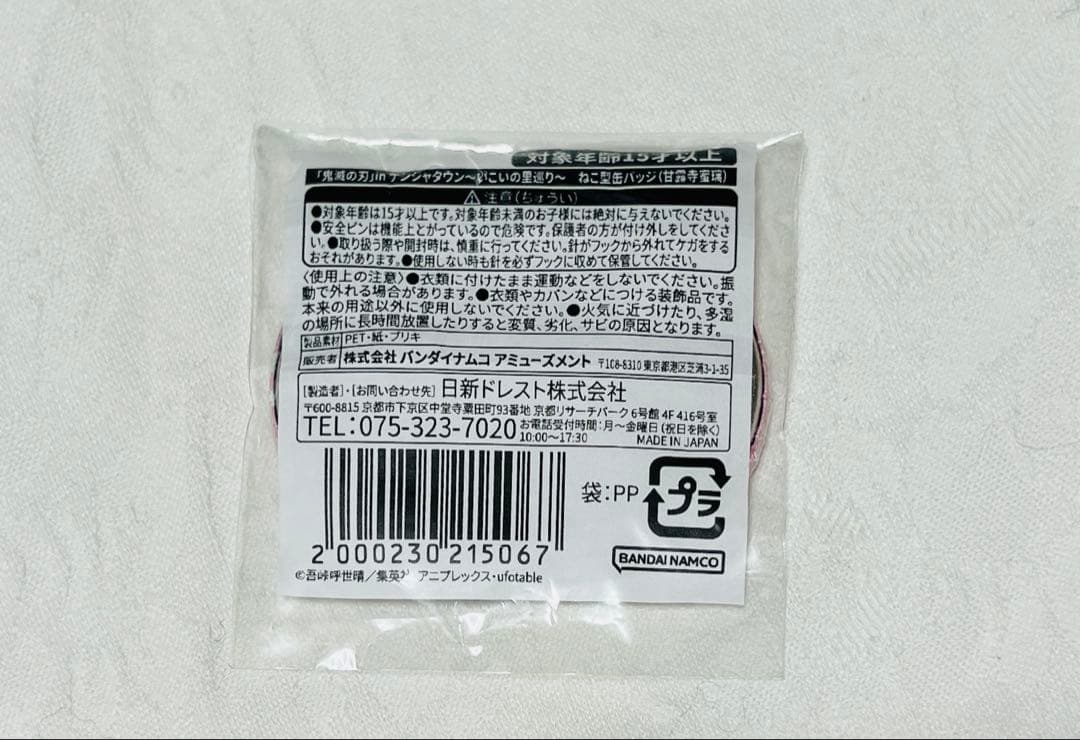 対象年齢15才以上
「鬼滅の刃」in ナンジャタウン～いこいの里巡り～ ねこ型缶バッジ(甘露寺蜜璃)
注意(ちゅうい)
●対象年齢は15才以上です。対象年齢未満のお子様には絶対に与えないでください。
●安全ピンは機能上とがっているので危険です。保護者の方が付け外しをしてくださ
い。●取り扱う際や開封時は、慎重に行ってください。針がフックから外れてケガをする
おそれがあります。●使用しない時も針を必ずフックに収めて保管してください。
〈使用上の注意〉●衣類に付けたまま運動などをしないでください。振
動で外れる場合があります。●衣類やカバンなどにつける装飾品です。
本来の用途以外に使用しないでください。●火気に近づけたり、多湿
の場所に長時間放置したりすると変質、劣化、サビの原因となります。
製品素材 PET・紙・ブリキ
販売者 株式会社 バンダイナムコ アミューズメント 〒108-8310 東京都港区芝浦3-1-35
[製造者]・[お問い合わせ先] 日新ドレスト株式会社
〒600-8815 京都市下京区中堂寺粟田町93番地 京都リサーチパーク 6号館 4F 416号室
TEL:075-323-7020 お電話受付時間:月～金曜日(祝日を除く)
10:00～17:30 MADE IN JAPAN
袋:PP プラ
2 000230 215067
BANDAI NAMCO
©吾峠呼世晴／集英社 アニプレックス・ufotable